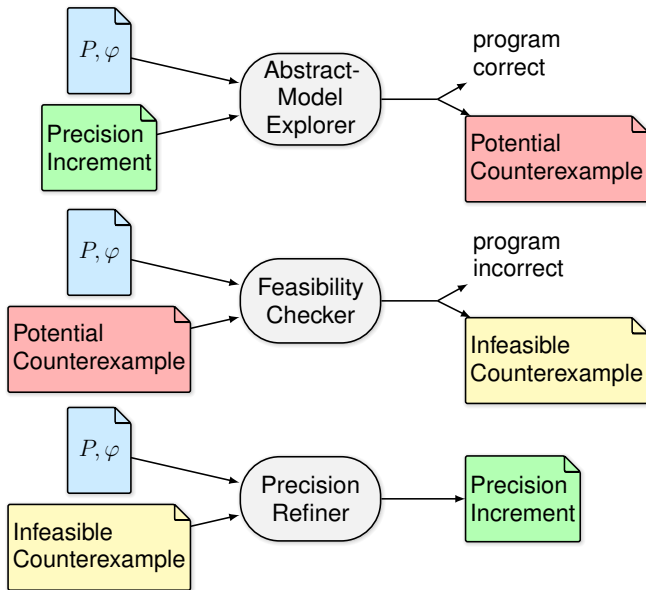 P, φ
Abstract-
Model
Explorer
program
correct
Precision
Increment
Potential
Counterexample
P, φ
Feasibility
Checker
program
incorrect
Potential
Counterexample
Infeasible
Counterexample
P, φ
Precision
Refiner
Precision
Increment
Infeasible
Counterexample